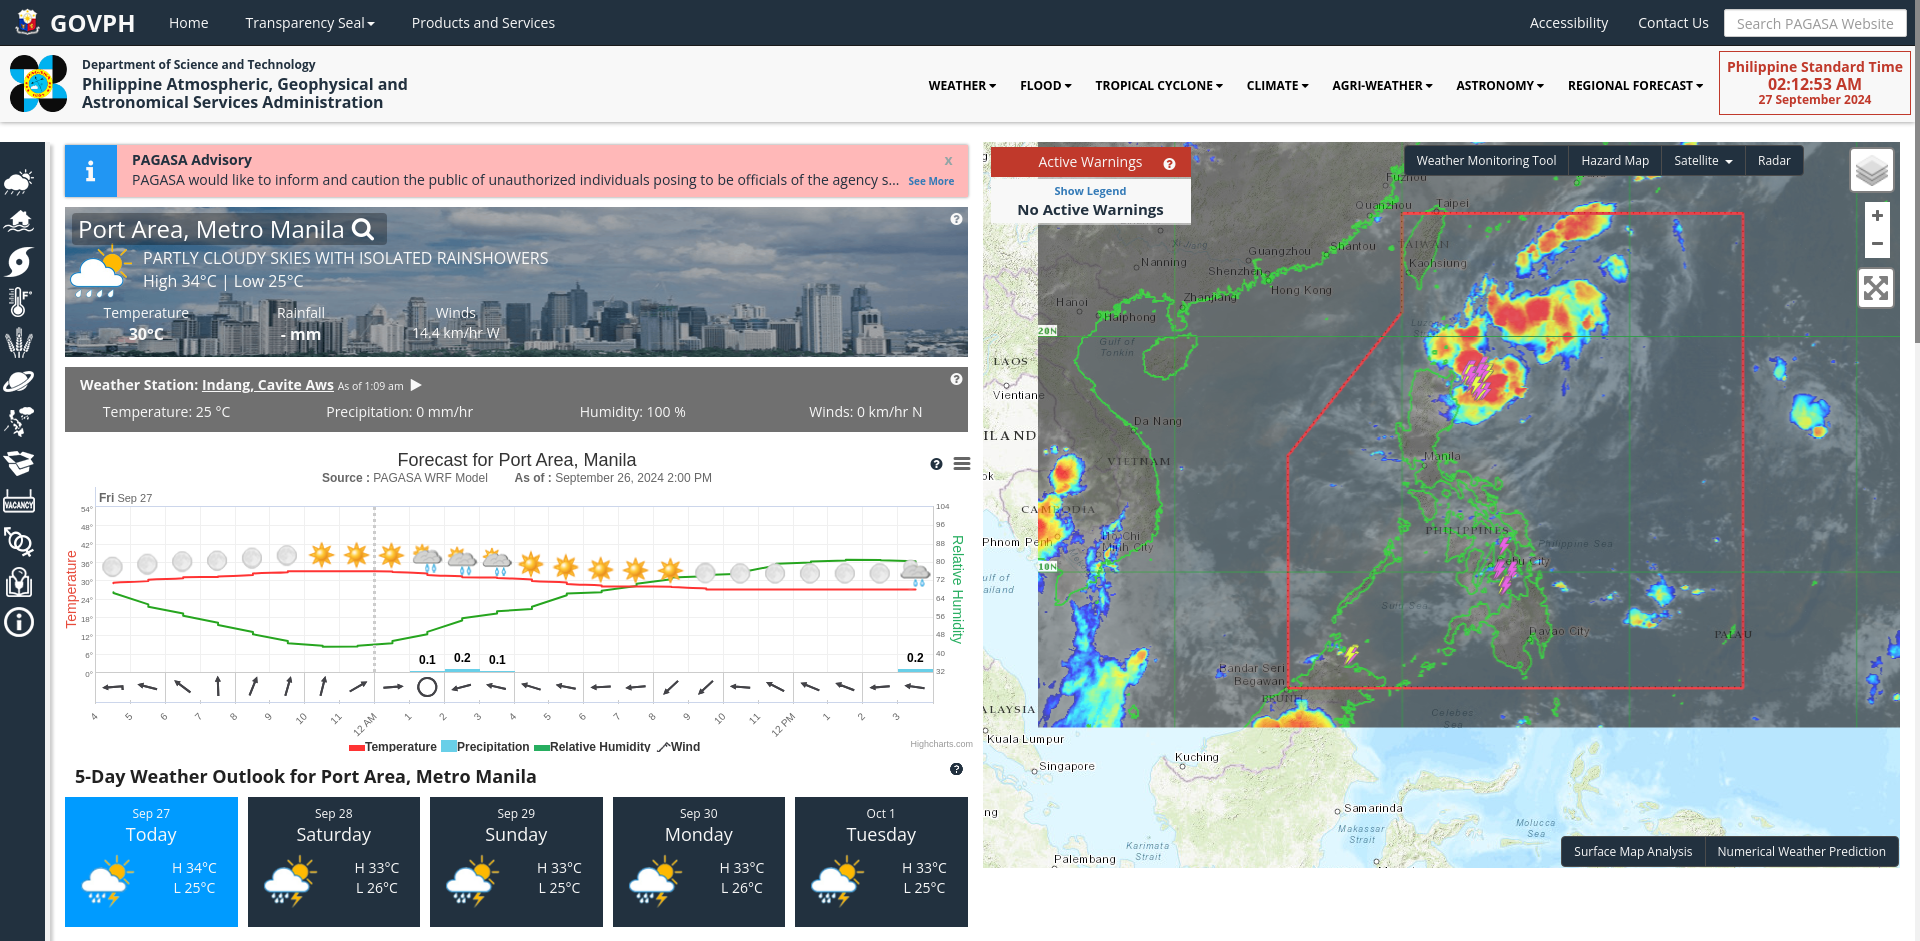 GOVPH
Home
Transparency Seal
Products and Services
Accessibility
Contact Us
Search PAGASA Website
Department of Science and Technology
Philippine Atmospheric, Geophysical and
Astronomical Services Administration
WEATHER
FLOOD
TROPICAL CYCLONE
CLIMATE
AGRI-WEATHER
ASTRONOMY
REGIONAL FORECAST
Philippine Standard Time
02:12:53 AM
27 September 2024
PAGASA Advisory
x
PAGASA would like to inform and caution the public of unauthorized individuals posing to be officials of the agency s... See More
Port Area, Metro Manila
PARTLY CLOUDY SKIES WITH ISOLATED RAINSHOWERS
High 34°C | Low 25°C
Temperature Rainfall Winds
30°C - mm 14.4 km/hr W
Weather Station: Indang, Cavite Aws As of 1:09 am
Temperature: 25 °C Precipitation: 0 mm/hr Humidity: 100 % Winds: 0 km/hr N
Forecast for Port Area, Manila
Source : PAGASA WRF Model As of : September 26, 2024 2:00 PM
Fri Sep 27
54° 104
48° 96
42° 88
36° 80
30° 72
24° 64
18° 56
12° 48
6° 40
0° 32
Temperature
Relative Humidity
0.1 0.2 0.1 0.2
4 5 6 7 8 9 10 11 12 AM 1 2 3 4 5 6 7 8 9 10 11 12 PM 1 2 3
Temperature Precipitation Relative Humidity Wind
Highcharts.com
5-Day Weather Outlook for Port Area, Metro Manila
Sep 27
Today
H 34°C
L 25°C
Sep 28
Saturday
H 33°C
L 26°C
Sep 29
Sunday
H 33°C
L 25°C
Sep 30
Monday
H 33°C
L 26°C
Oct 1
Tuesday
H 33°C
L 25°C
VACANCY
Active Warnings
Show Legend
No Active Warnings
Weather Monitoring Tool
Hazard Map
Satellite
Radar
+
−
Fuzhou
Quanzhou
Taipei
Xi Jiang
Guangzhou
Shantou
TAIWAN
Nanning
Shenzhen
Kaohsiung
Hanoi
Zhanjiang
Hong Kong
Haiphong
20N
Gulf of
Tonkin
LAOS
Vientiane
Da Nang
ILAND
Manila
VIETNAM
ok
CAMBODIA
PHILIPPINES
Phnom Penh
Ho Chi
Minh City
Philippine Sea
Cebu City
10N
ulf of
ailand
Sulu Sea
Davao City
PALAU
Bandar Seri
Begawan
BRUNEI
ALAYSIA
Celebes
Sea
Kuala Lumpur
Kuching
Singapore
Samarinda
ng
Makassar
Strait
Molucca
Sea
Karimata
Strait
Palembang
Surface Map Analysis
Numerical Weather Prediction